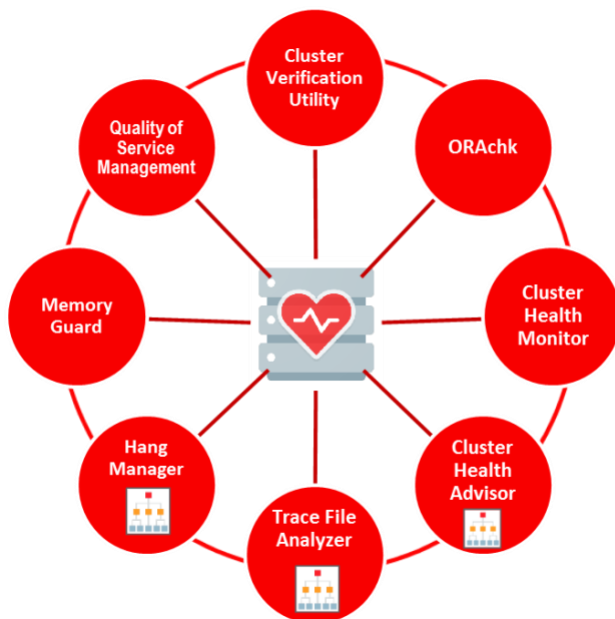 Cluster
Verification
Utility
ORAchk
Cluster
Health
Monitor
Cluster
Health
Advisor
Trace File
Analyzer
Hang
Manager
Memory
Guard
Quality of
Service
Management